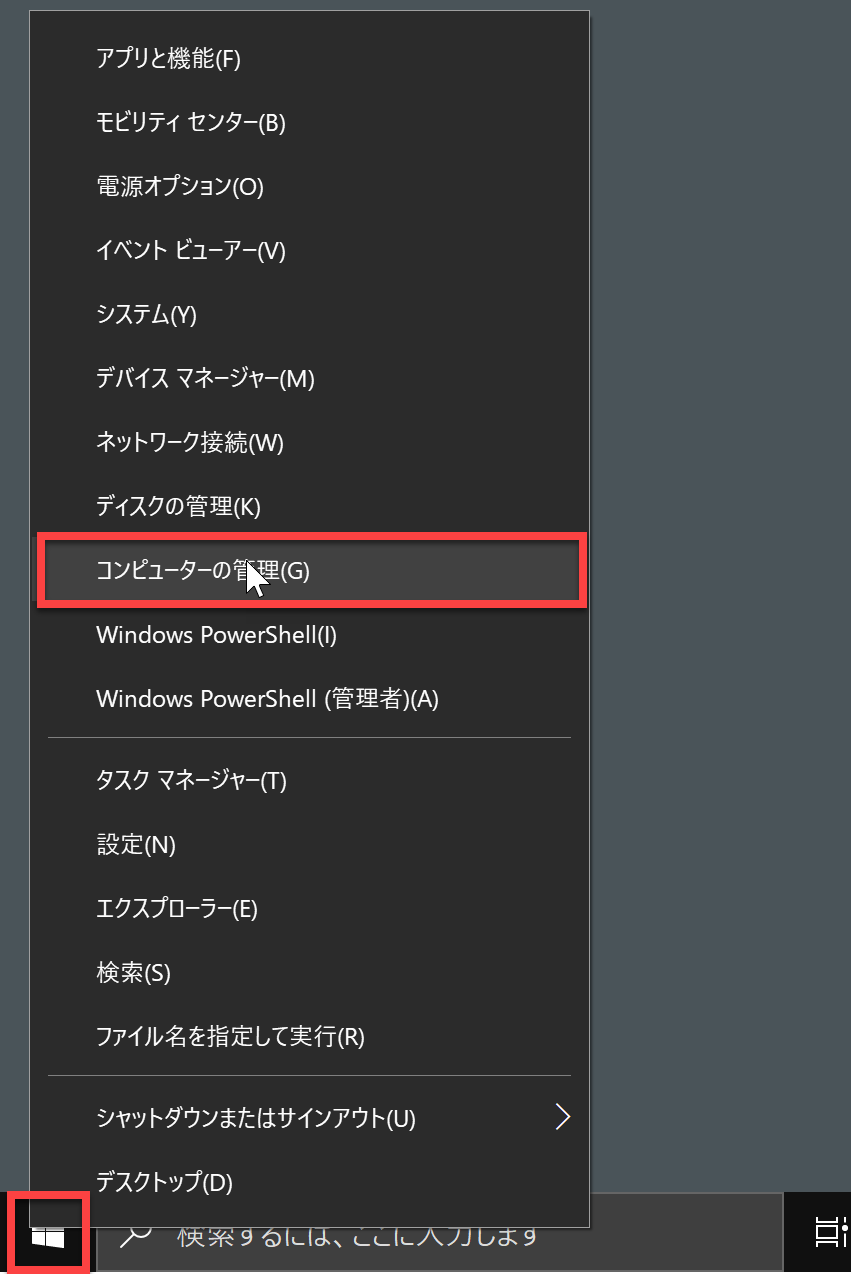 アプリと機能(F)
モビリティ センター(B)
電源オプション(O)
イベント ビューアー(V)
システム(Y)
デバイス マネージャー(M)
ネットワーク接続(W)
ディスクの管理(K)
コンピューターの管理(G)
Windows PowerShell(I)
Windows PowerShell (管理者)(A)
タスク マネージャー(T)
設定(N)
エクスプローラー(E)
検索(S)
ファイル名を指定して実行(R)
シャットダウンまたはサインアウト(U)
デスクトップ(D)
検索するには、ここに入力します